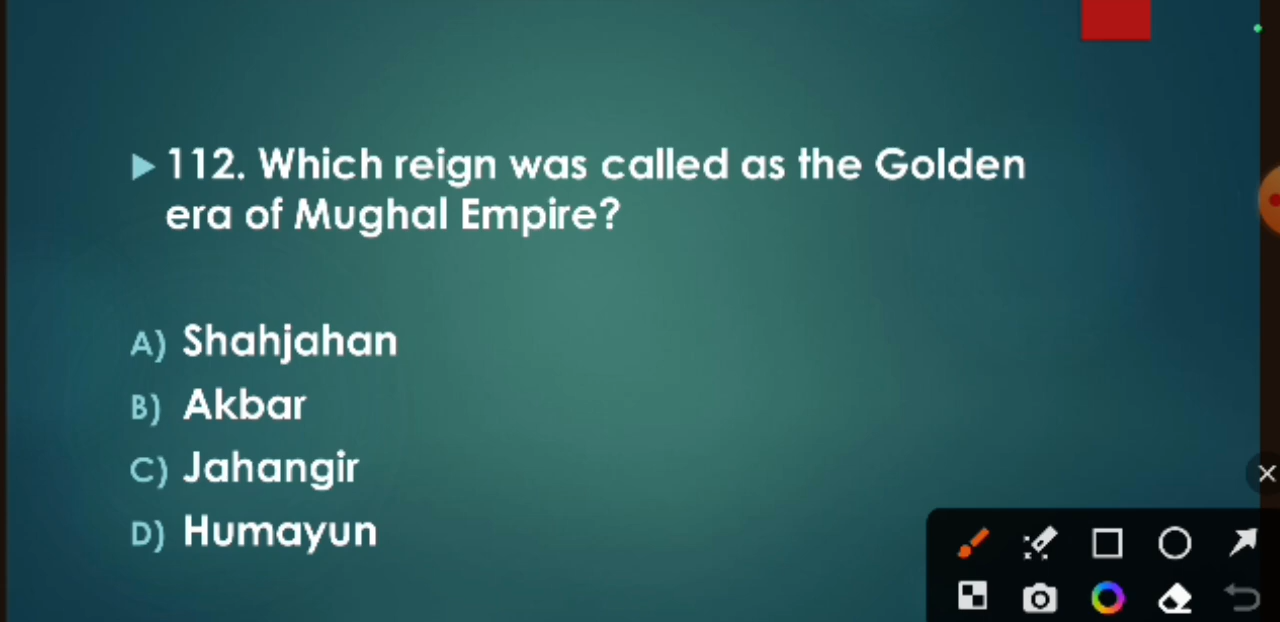 112. Which reign was called as the Golden
era of Mughal Empire?
A) Shahjahan
B) Akbar
C) Jahangir
D) Humayun